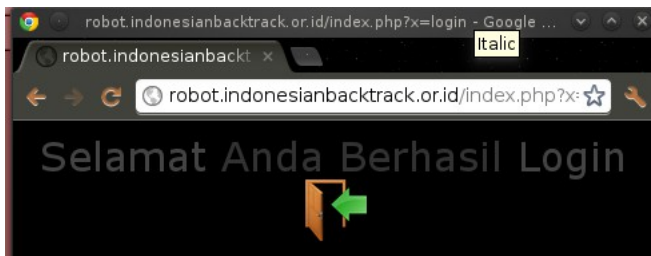 robot.indonesianbacktrack.or.id/index.php?x=login - Google ...
Italic
robot.indonesianbackt
robot.indonesianbacktrack.or.id/index.php?x=
Selamat Anda Berhasil Login